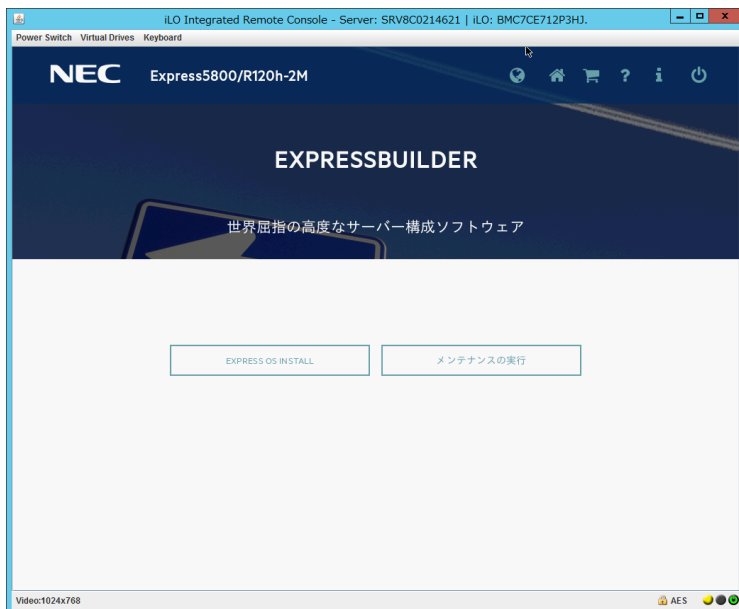 iLO Integrated Remote Console - Server: SRV8C0214621 | iLO: BMC7CE712P3HJ.
Power Switch Virtual Drives Keyboard
NEC Express5800/R120h-2M
EXPRESSBUILDER
世界屈指の高度なサーバー構成ソフトウェア
EXPRESS OS INSTALL メンテナンスの実行
Video:1024x768 AES